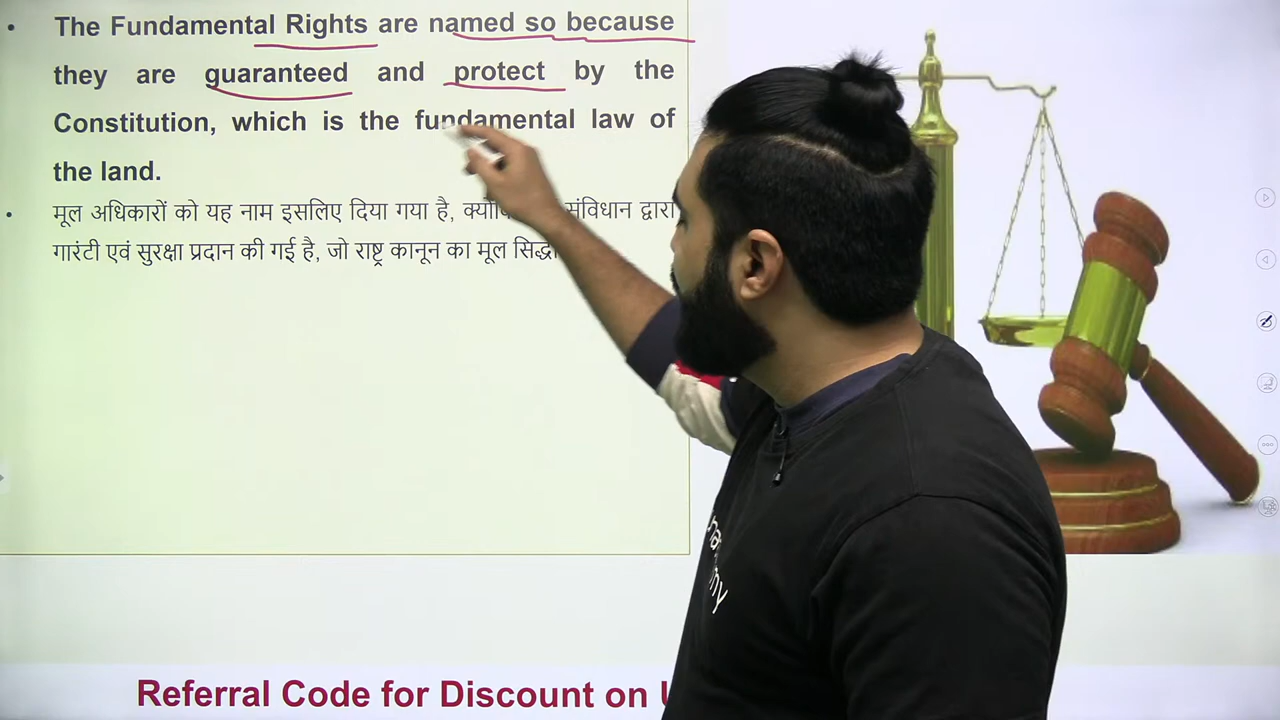 The Fundamental Rights are named so because
they are guaranteed and protect by the
Constitution, which is the fundamental law of
the land.
मूल अधिकारों को यह नाम इसलिए दिया गया है, संविधान द्वारा
गारंटी एवं सुरक्षा प्रदान की गई है, जो राष्ट्र कानून का मूल
Referral Code for Discount on